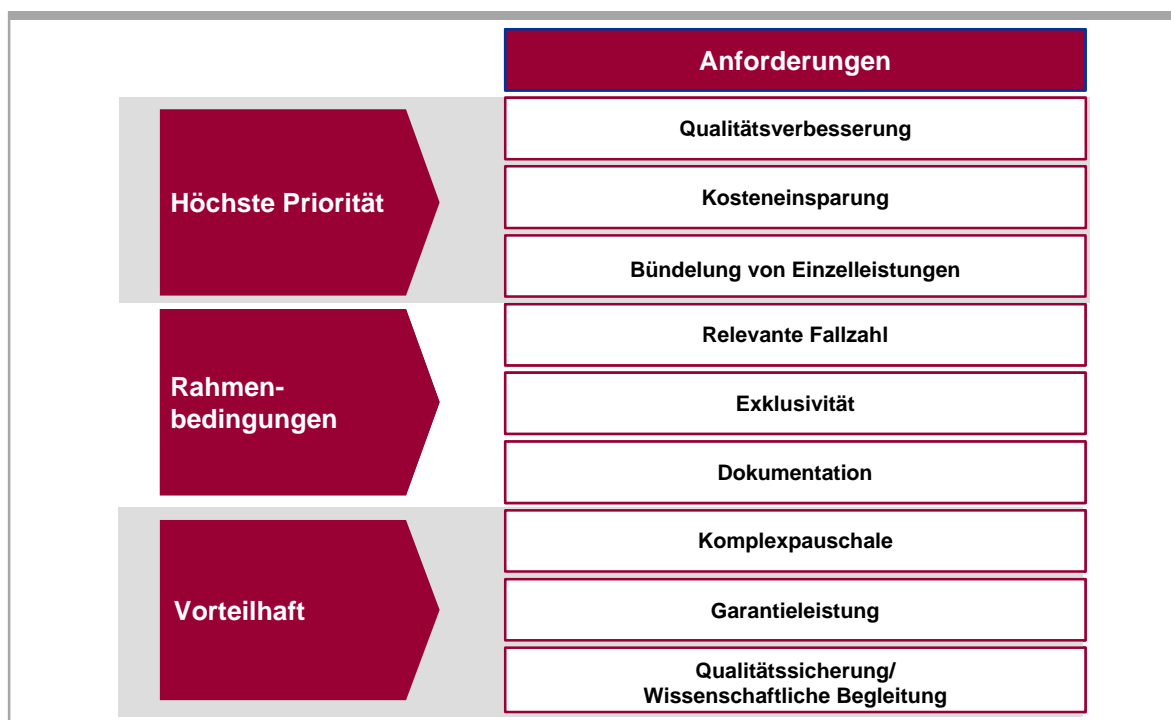 Anforderungen
Höchste Priorität
Qualitätsverbesserung
Kosteneinsparung
Bündelung von Einzelleistungen
Rahmen-
bedingungen
Relevante Fallzahl
Exklusivität
Dokumentation
Vorteilhaft
Komplexpauschale
Garantieleistung
Qualitätssicherung/
Wissenschaftliche Begleitung